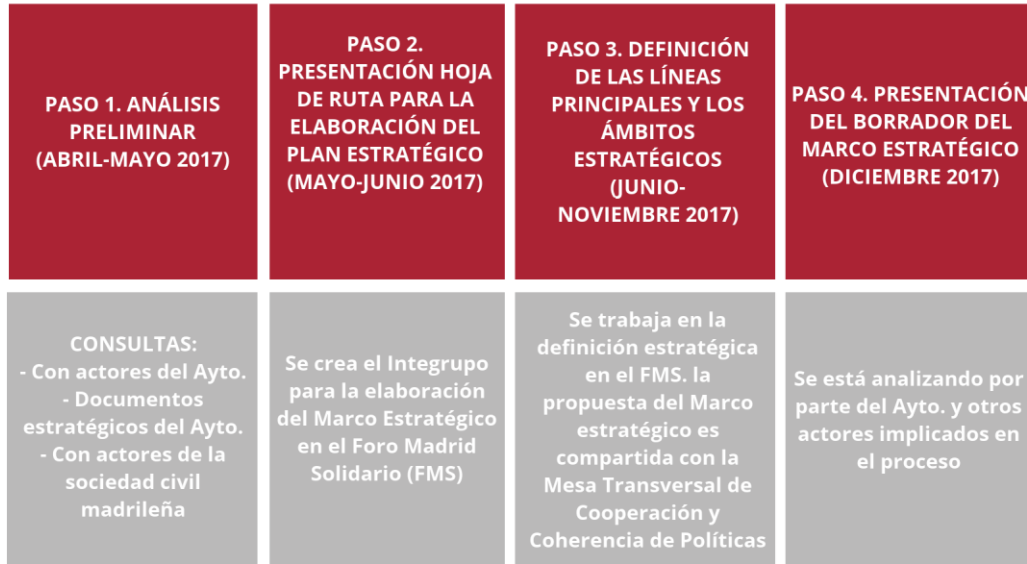 PASO 1. ANÁLISIS
PRELIMINAR
(ABRIL-MAYO 2017)
PASO 2.
PRESENTACIÓN HOJA
DE RUTA PARA LA
ELABORACIÓN DEL
PLAN ESTRATÉGICO
(MAYO-JUNIO 2017)
PASO 3. DEFINICIÓN
DE LAS LÍNEAS
PRINCIPALES Y LOS
ÁMBITOS
ESTRATÉGICOS
(JUNIO-
NOVIEMBRE 2017)
PASO 4. PRESENTACIÓN
DEL BORRADOR DEL
MARCO ESTRATÉGICO
(DICIEMBRE 2017)
CONSULTAS:
- Con actores del Ayto.
- Documentos
estratégicos del Ayto.
- Con actores de la
sociedad civil
madrileña
Se crea el Integrupo
para la elaboración
del Marco Estratégico
en el Foro Madrid
Solidario (FMS)
Se trabaja en la
definición estratégica
en el FMS. la
propuesta del Marco
estratégico es
compartida con la
Mesa Transversal de
Cooperación y
Coherencia de Políticas
Se está analizando por
parte del Ayto. y otros
actores implicados en
el proceso